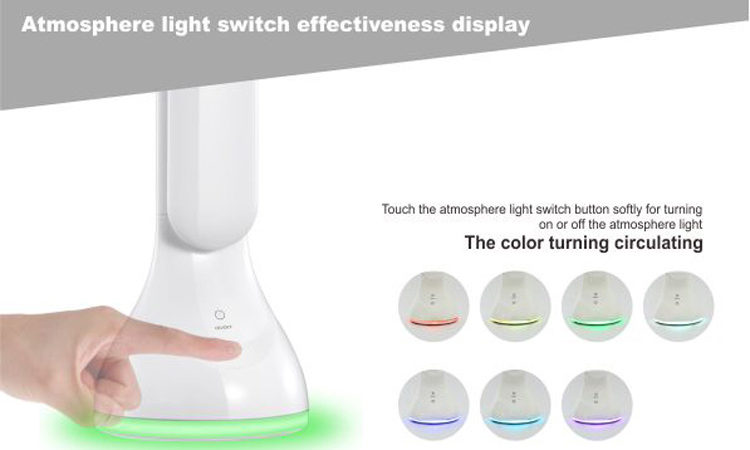 Atmosphere light switch effectiveness display
Touch the atmosphere light switch button softly for turning
on or off the atmosphere light
The color turning circulating